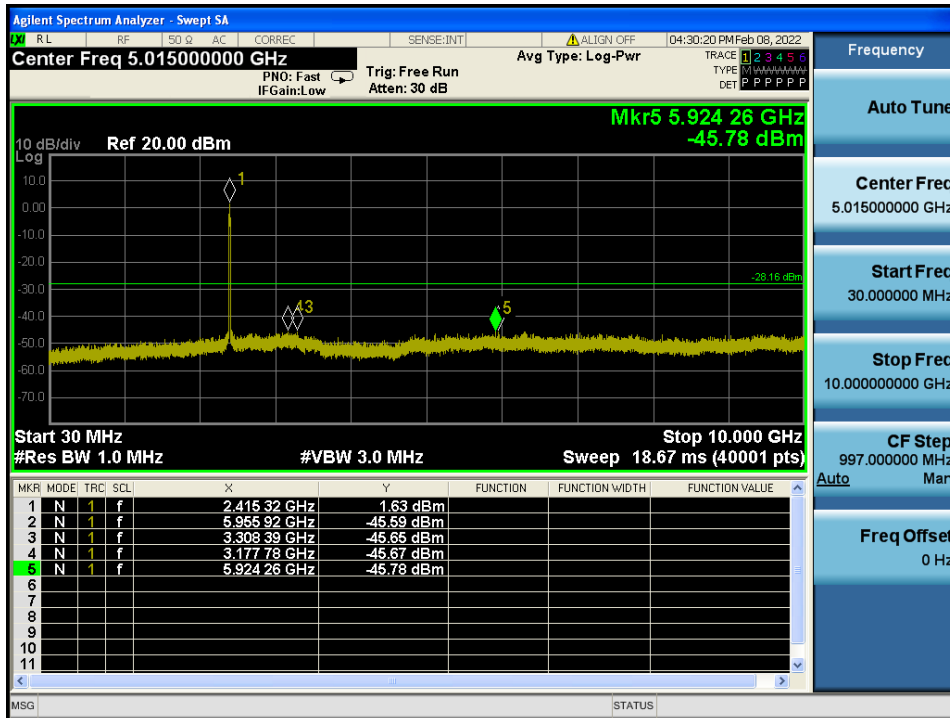 Agilent Spectrum Analyzer - Swept SA
LXI RL RF 50 Ω AC CORREC SENSE:INT ALIGN OFF 04:30:20 PM Feb 08, 2022
Center Freq 5.015000000 GHz
PNO: Fast
IFGain:Low
Trig: Free Run
Atten: 30 dB
Avg Type: Log-Pwr
TRACE 1 2 3 4 5 6
TYPE M
DET P P P P P P
Mkr5 5.924 26 GHz
-45.78 dBm
10 dB/div Ref 20.00 dBm
Log
10.0
0.00
-10.0
-20.0
-30.0
-40.0
-50.0
-60.0
-70.0
1
3
5
-28.16 dBm
Start 30 MHz Stop 10.000 GHz
#Res BW 1.0 MHz #VBW 3.0 MHz Sweep 18.67 ms (40001 pts)
MKR MODE TRC SCL X Y FUNCTION FUNCTION WIDTH FUNCTION VALUE
1 N 1 f 2.415 32 GHz 1.63 dBm
2 N 1 f 5.955 92 GHz -45.59 dBm
3 N 1 f 3.308 39 GHz -45.65 dBm
4 N 1 f 3.177 78 GHz -45.67 dBm
5 N 1 f 5.924 26 GHz -45.78 dBm
6
7
8
9
10
11
MSG STATUS
Frequency
Auto Tune
Center Freq
5.015000000 GHz
Start Freq
30.000000 MHz
Stop Freq
10.000000000 GHz
CF Step
997.000000 MHz
Auto Man
Freq Offset
0 Hz